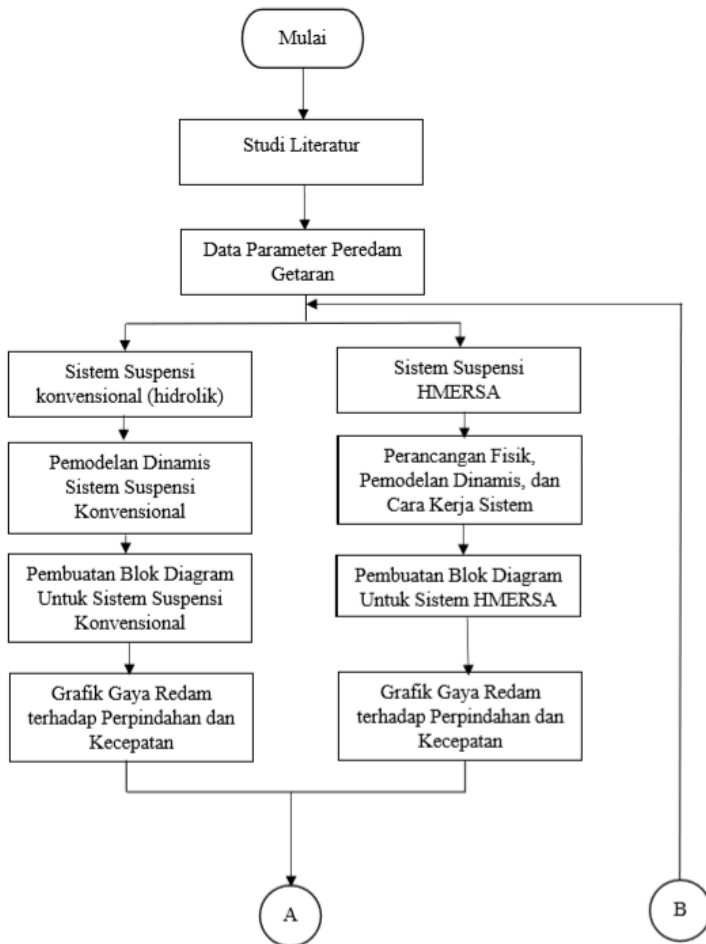 Mulai
Studi Literatur
Data Parameter Peredam
Getaran
Sistem Suspensi
konvensional (hidrolik)
Pemodelan Dinamis
Sistem Suspensi
Konvensional
Pembuatan Blok Diagram
Untuk Sistem Suspensi
Konvensional
Grafik Gaya Redam
terhadap Perpindahan dan
Kecepatan
Sistem Suspensi
HMERSA
Perancangan Fisik,
Pemodelan Dinamis, dan
Cara Kerja Sistem
Pembuatan Blok Diagram
Untuk Sistem HMERSA
Grafik Gaya Redam
terhadap Perpindahan dan
Kecepatan
A
B